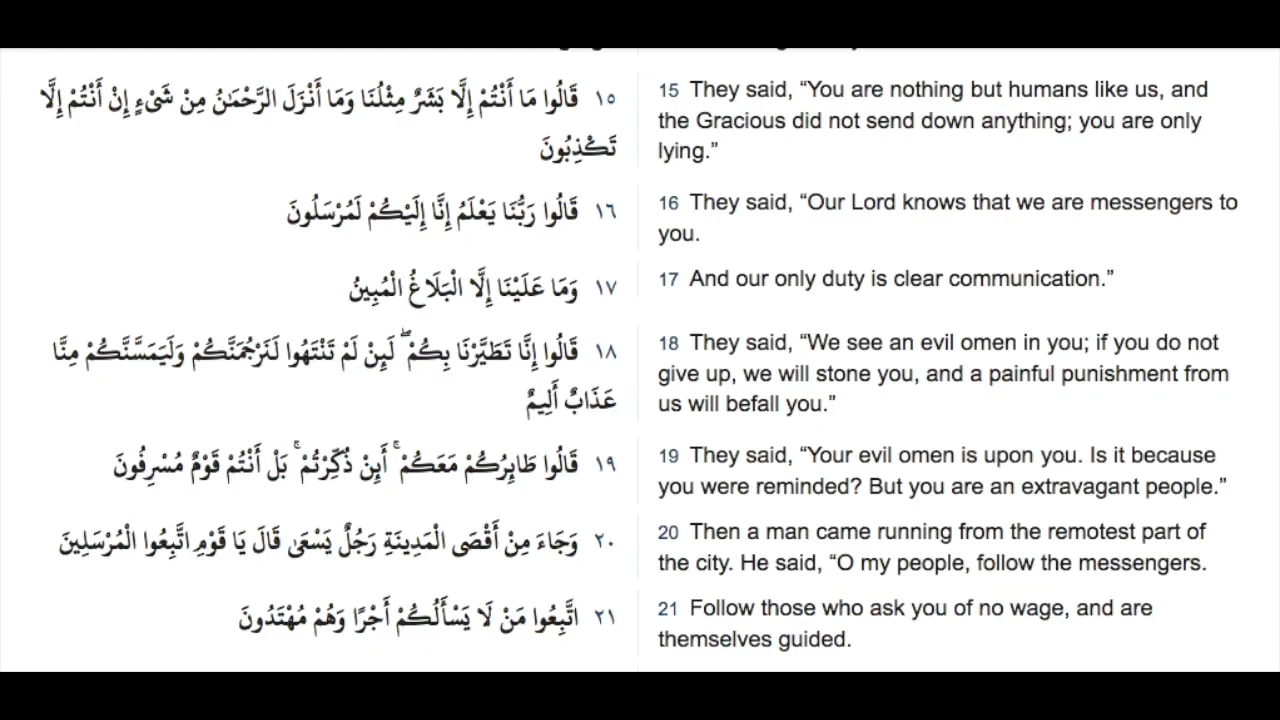 ١٥ قَالُوا مَا أَنْتُمْ إِلَّا بَشَرٌ مِثْلُنَا وَمَا أَنْزَلَ الرَّحْمَٰنُ مِنْ شَيْءٍ إِنْ أَنْتُمْ إِلَّا
تَكْذِبُونَ
15 They said, “You are nothing but humans like us, and
the Gracious did not send down anything; you are only
lying.”
١٦ قَالُوا رَبُّنَا يَعْلَمُ إِنَّا إِلَيْكُمْ لَمُرْسَلُونَ
16 They said, “Our Lord knows that we are messengers to
you.
١٧ وَمَا عَلَيْنَا إِلَّا الْبَلَاغُ الْمُبِينُ
17 And our only duty is clear communication.”
١٨ قَالُوا إِنَّا تَطَيَّرْنَا بِكُمْ ۖ لَئِنْ لَمْ تَنْتَهُوا لَنَرْجُمَنَّكُمْ وَلَيَمَسَّنَّكُمْ مِنَّا
عَذَابٌ أَلِيمٌ
18 They said, “We see an evil omen in you; if you do not
give up, we will stone you, and a painful punishment from
us will befall you.”
١٩ قَالُوا طَائِرُكُمْ مَعَكُمْ ۚ أَئِنْ ذُكِّرْتُمْ ۚ بَلْ أَنْتُمْ قَوْمٌ مُسْرِفُونَ
19 They said, “Your evil omen is upon you. Is it because
you were reminded? But you are an extravagant people.”
٢٠ وَجَاءَ مِنْ أَقْصَى الْمَدِينَةِ رَجُلٌ يَسْعَىٰ قَالَ يَا قَوْمِ اتَّبِعُوا الْمُرْسَلِينَ
20 Then a man came running from the remotest part of
the city. He said, “O my people, follow the messengers.
٢١ اتَّبِعُوا مَنْ لَا يَسْأَلُكُمْ أَجْرًا وَهُمْ مُهْتَدُونَ
21 Follow those who ask you of no wage, and are
themselves guided.